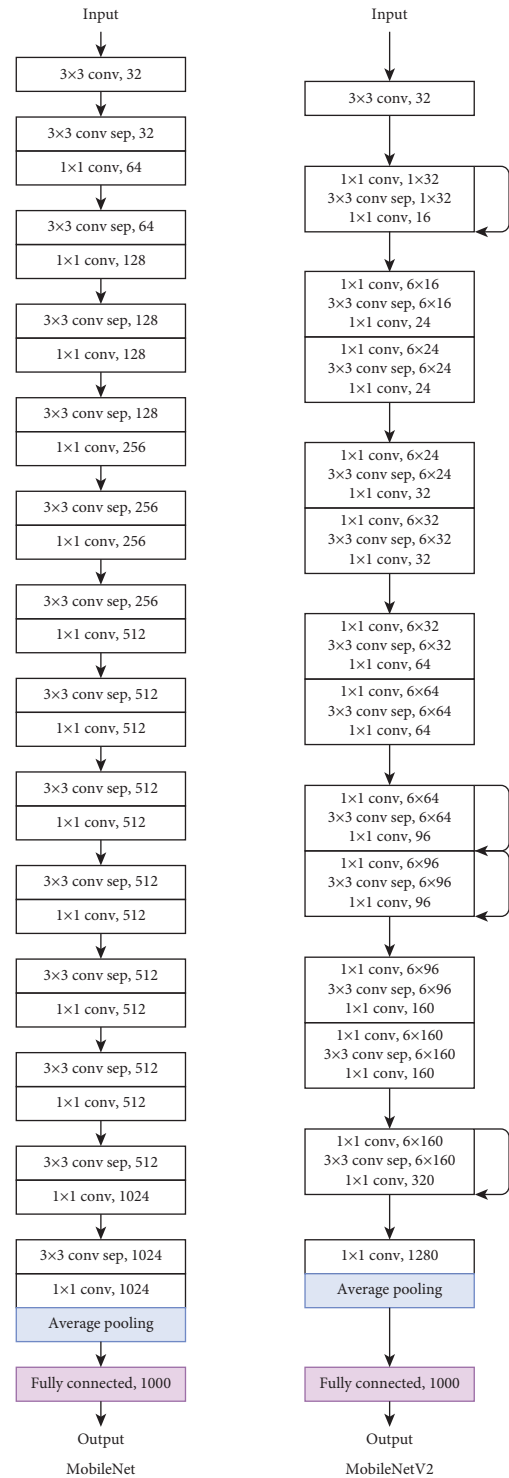 Input
3×3 conv, 32
3×3 conv sep, 32
1×1 conv, 64
3×3 conv sep, 64
1×1 conv, 128
3×3 conv sep, 128
1×1 conv, 128
3×3 conv sep, 128
1×1 conv, 256
3×3 conv sep, 256
1×1 conv, 256
3×3 conv sep, 256
1×1 conv, 512
3×3 conv sep, 512
1×1 conv, 512
3×3 conv sep, 512
1×1 conv, 512
3×3 conv sep, 512
1×1 conv, 512
3×3 conv sep, 512
1×1 conv, 512
3×3 conv sep, 512
1×1 conv, 512
3×3 conv sep, 512
1×1 conv, 1024
3×3 conv sep, 1024
1×1 conv, 1024
Average pooling
Fully connected, 1000
Output
MobileNet
Input
3×3 conv, 32
1×1 conv, 1×32
3×3 conv sep, 1×32
1×1 conv, 16
1×1 conv, 6×16
3×3 conv sep, 6×16
1×1 conv, 24
1×1 conv, 6×24
3×3 conv sep, 6×24
1×1 conv, 24
1×1 conv, 6×24
3×3 conv sep, 6×24
1×1 conv, 32
1×1 conv, 6×32
3×3 conv sep, 6×32
1×1 conv, 32
1×1 conv, 6×32
3×3 conv sep, 6×32
1×1 conv, 64
1×1 conv, 6×64
3×3 conv sep, 6×64
1×1 conv, 64
1×1 conv, 6×64
3×3 conv sep, 6×64
1×1 conv, 96
1×1 conv, 6×96
3×3 conv sep, 6×96
1×1 conv, 96
1×1 conv, 6×96
3×3 conv sep, 6×96
1×1 conv, 160
1×1 conv, 6×160
3×3 conv sep, 6×160
1×1 conv, 160
1×1 conv, 6×160
3×3 conv sep, 6×160
1×1 conv, 320
1×1 conv, 1280
Average pooling
Fully connected, 1000
Output
MobileNetV2